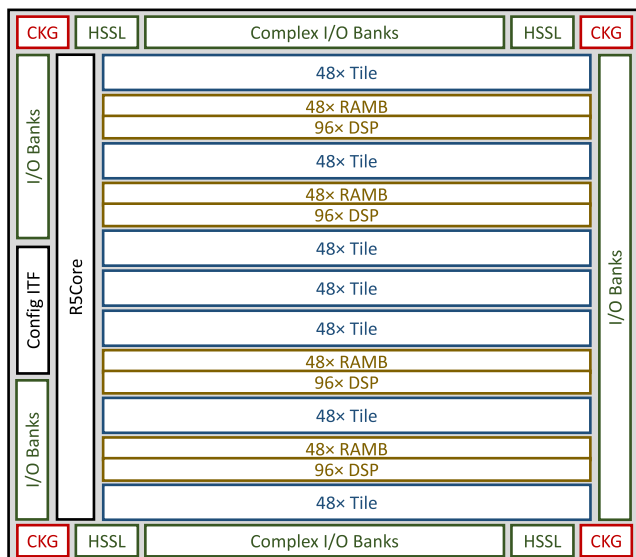 CKG
HSSL
Complex I/O Banks
HSSL
CKG
I/O Banks
Config ITF
I/O Banks
R5Core
48× Tile
48× RAMB
96× DSP
48× Tile
48× RAMB
96× DSP
48× Tile
48× Tile
48× Tile
48× RAMB
96× DSP
48× Tile
48× RAMB
96× DSP
48× Tile
I/O Banks
CKG
HSSL
Complex I/O Banks
HSSL
CKG